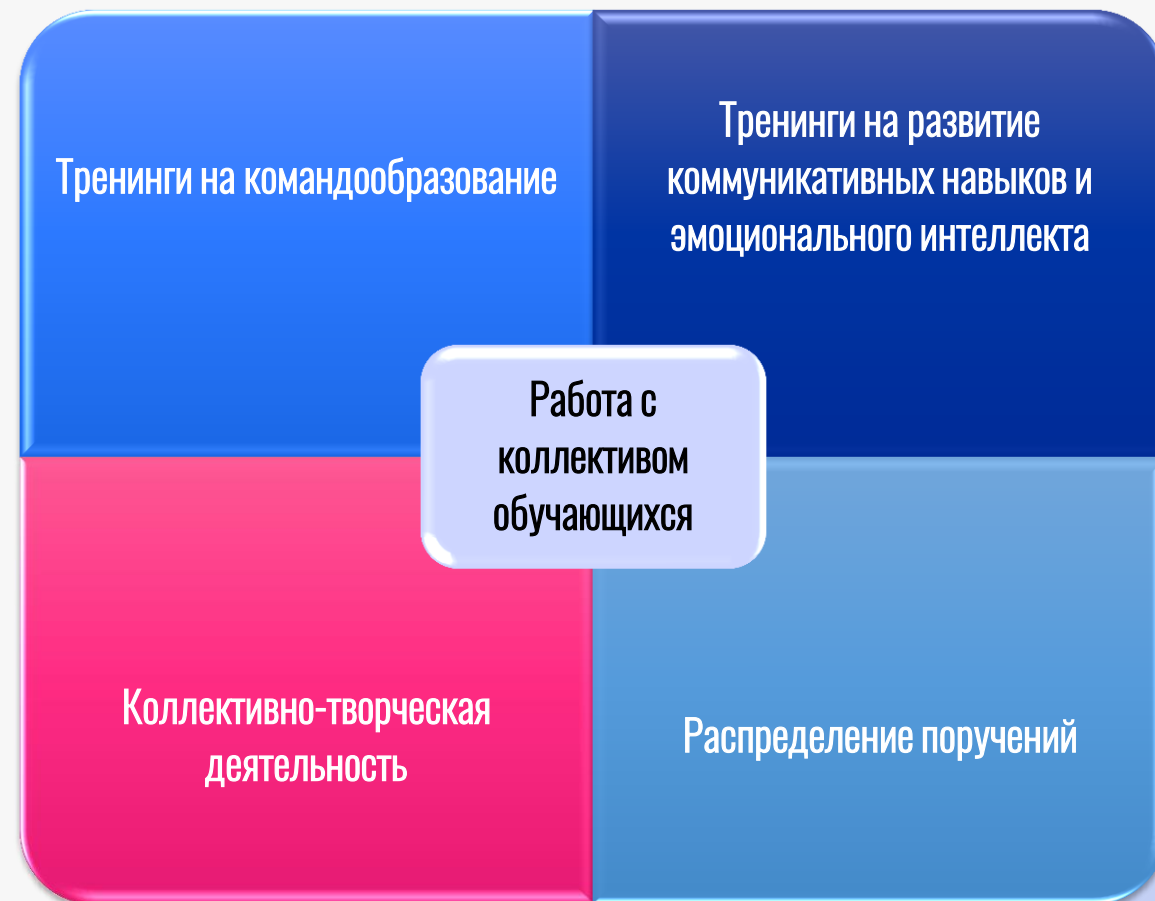 Тренинги на командообразование
Тренинги на развитие
коммуникативных навыков и
эмоционального интеллекта
Работа с
коллективом
обучающихся
Коллективно-творческая
деятельность
Распределение поручений